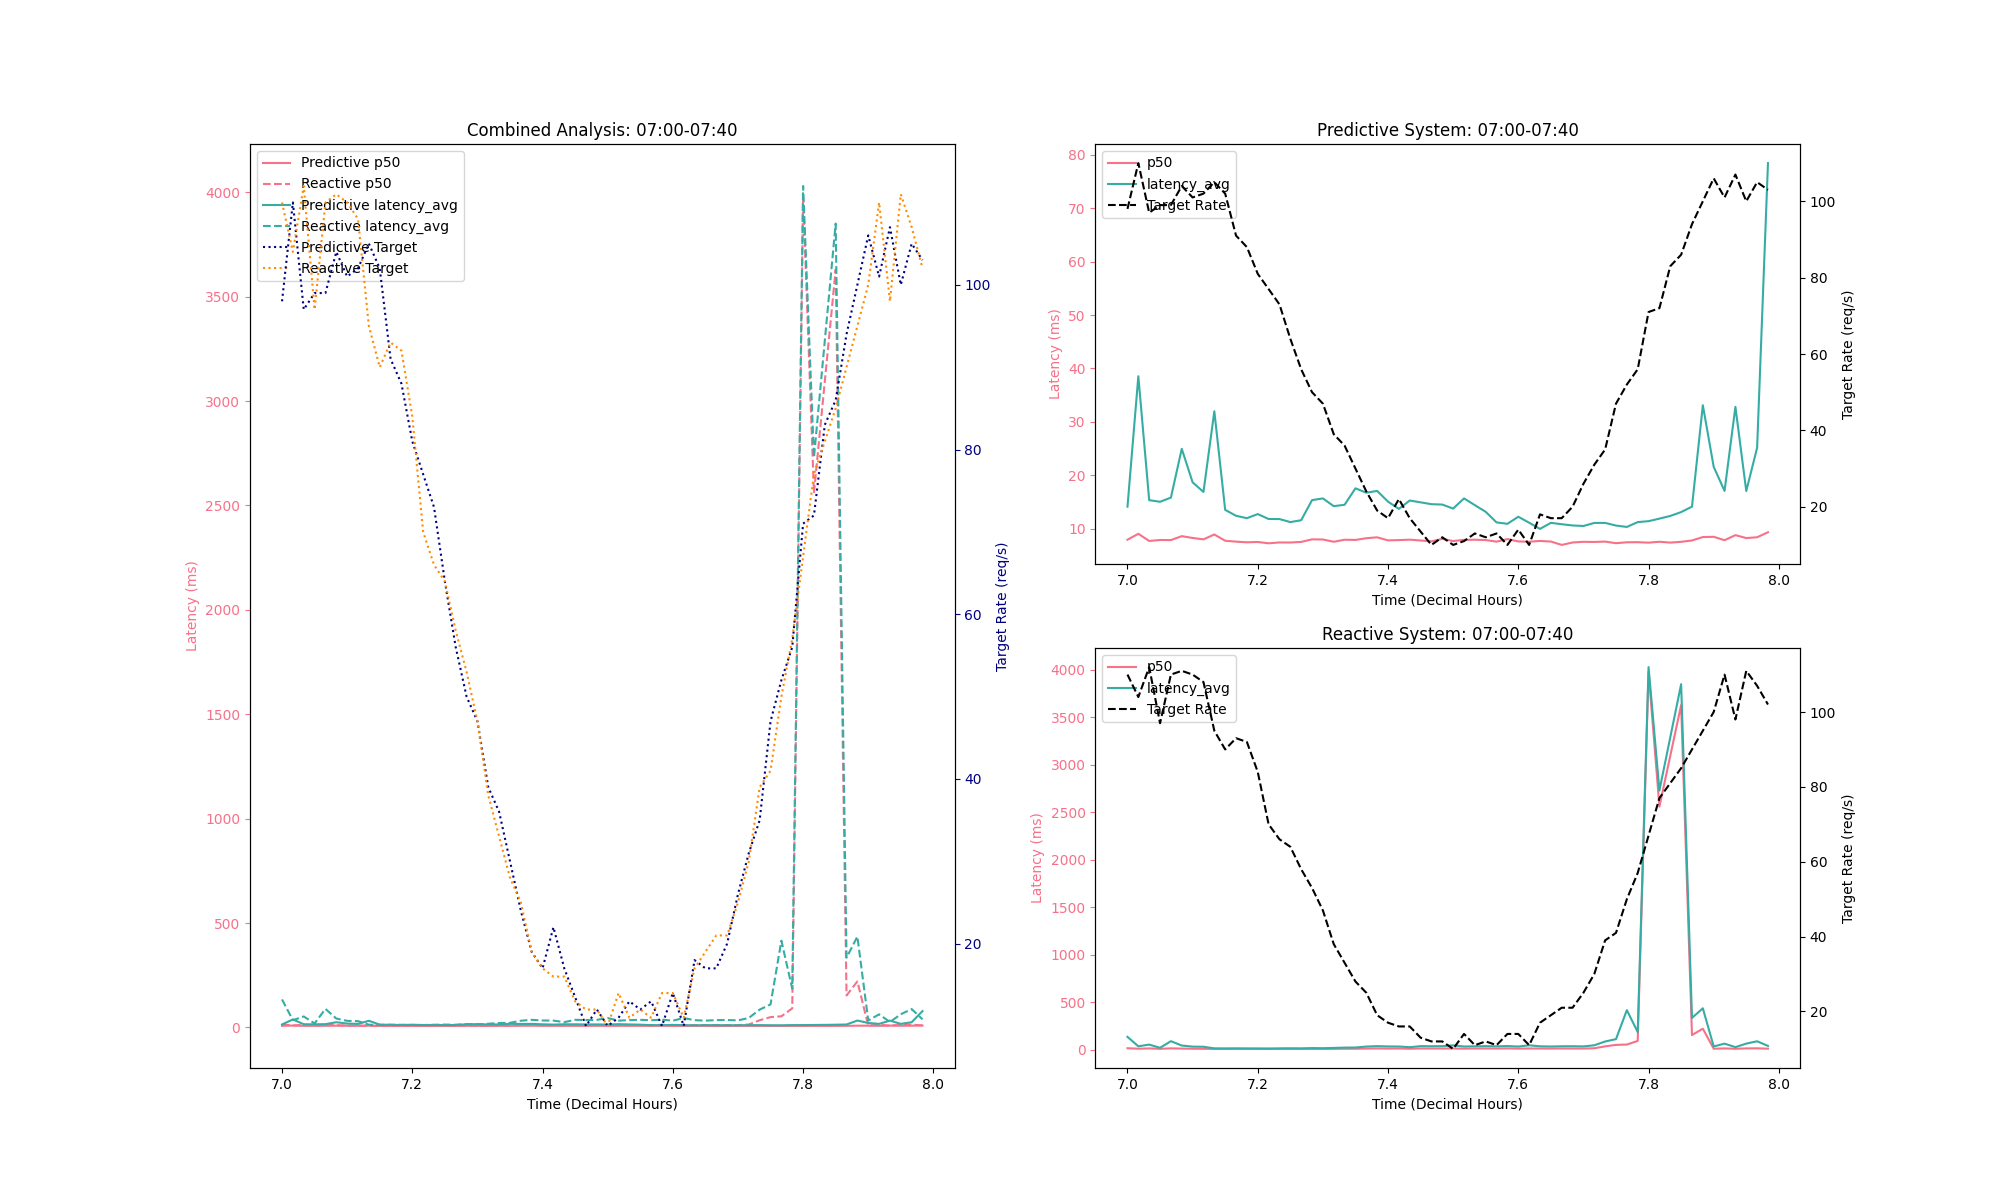 Combined Analysis: 07:00-07:40
Predictive p50
Reactive p50
Predictive latency_avg
Reactive latency_avg
Predictive Target
Reactive Target
4000
3500
3000
2500
2000
1500
1000
500
0
Latency (ms)
100
80
60
40
20
Target Rate (req/s)
7.0 7.2 7.4 7.6 7.8 8.0
Time (Decimal Hours)
Predictive System: 07:00-07:40
p50
latency_avg
Target Rate
80
70
60
50
40
30
20
10
Latency (ms)
100
80
60
40
20
Target Rate (req/s)
7.0 7.2 7.4 7.6 7.8 8.0
Time (Decimal Hours)
Reactive System: 07:00-07:40
p50
latency_avg
Target Rate
4000
3500
3000
2500
2000
1500
1000
500
0
Latency (ms)
100
80
60
40
20
Target Rate (req/s)
7.0 7.2 7.4 7.6 7.8 8.0
Time (Decimal Hours)